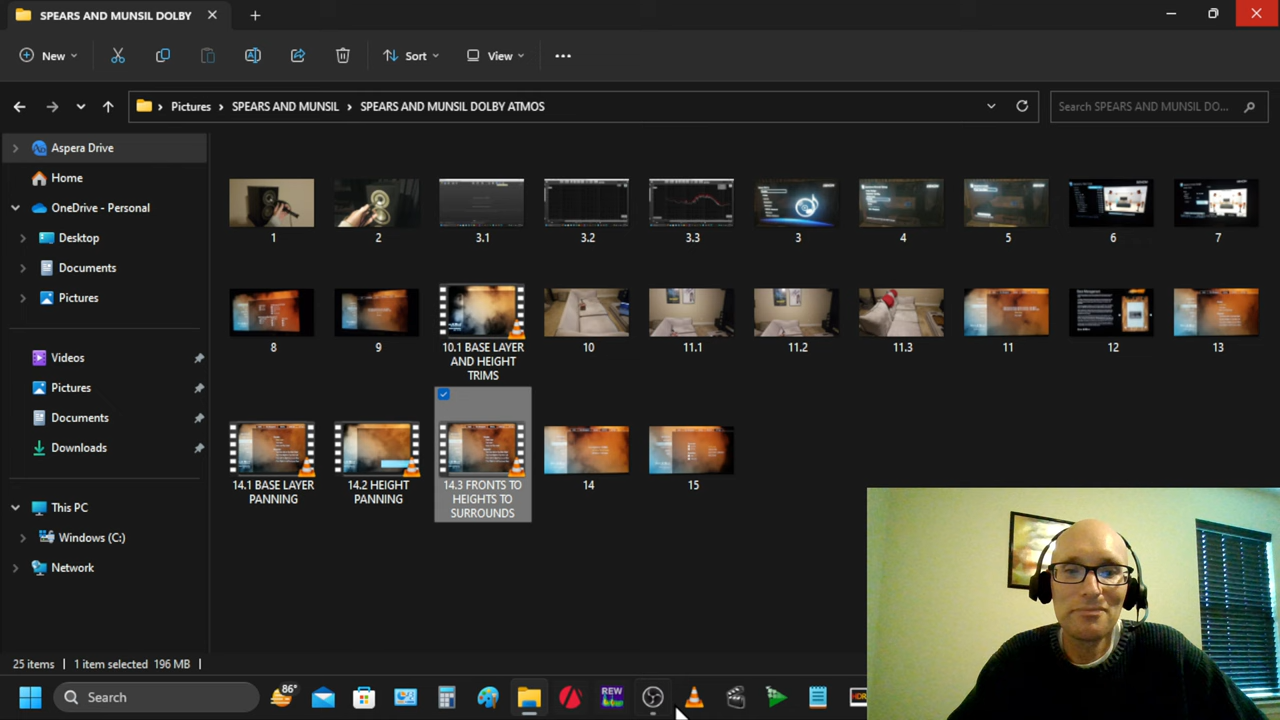 SPEARS AND MUNSIL DOLBY
New
Sort
View
Pictures > SPEARS AND MUNSIL > SPEARS AND MUNSIL DOLBY ATMOS
Search SPEARS AND MUNSIL DO...
Aspera Drive
Home
OneDrive - Personal
Desktop
Documents
Pictures
Videos
Pictures
Documents
Downloads
This PC
Windows (C:)
Network
1 2 3.1 3.2 3.3 3 4 5 6 7
8 9 10.1 BASE LAYER AND HEIGHT TRIMS 10 11.1 11.2 11.3 11 12 13
14.1 BASE LAYER PANNING
14.2 HEIGHT PANNING
14.3 FRONTS TO HEIGHTS TO SURROUNDS
14
15
25 items | 1 item selected 196 MB |
Search
86°
REW